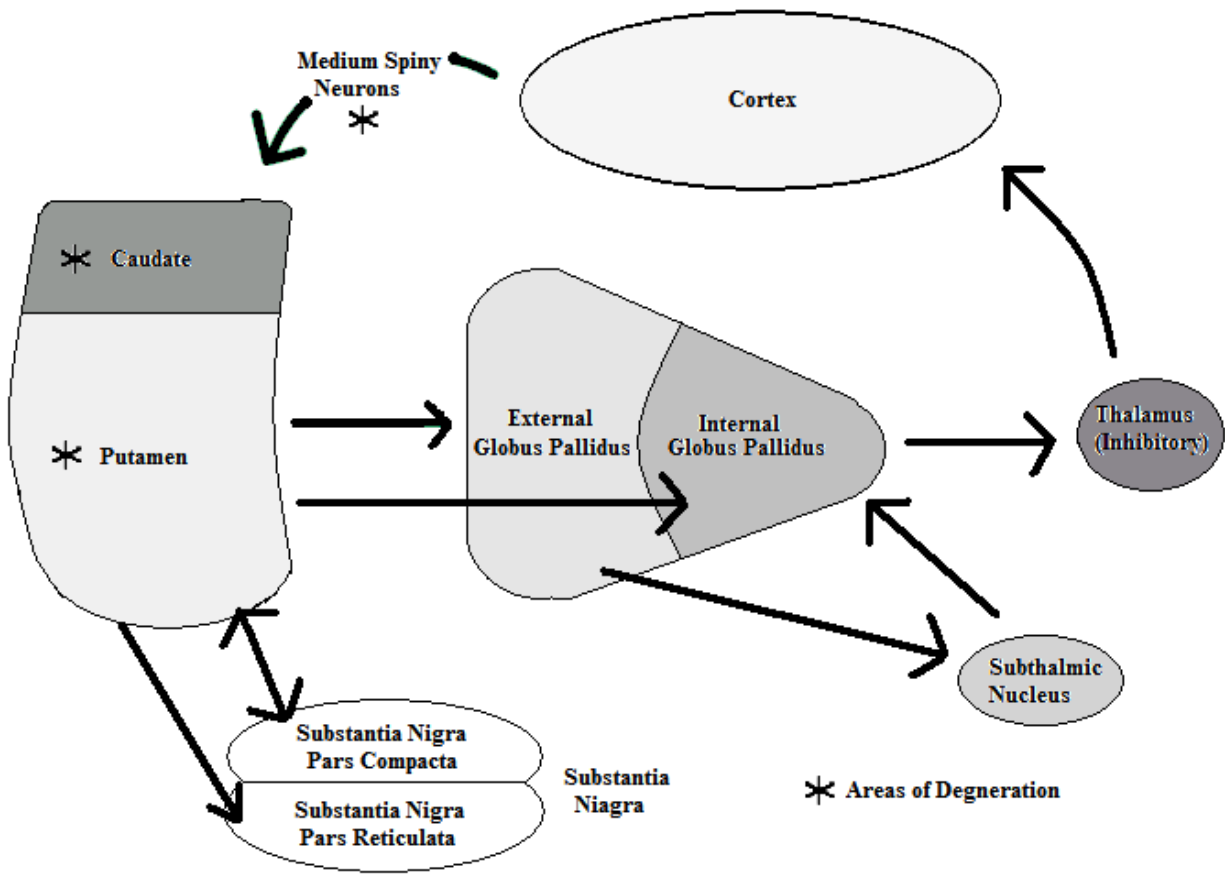 Medium Spiny
Neurons
Cortex
Caudate
Putamen
External
Globus Pallidus
Internal
Globus Pallidus
Thalamus
(Inhibitory)
Subthalmic
Nucleus
Substantia Nigra
Pars Compacta
Substantia Nigra
Pars Reticulata
Substantia
Niagra
Areas of Degneration